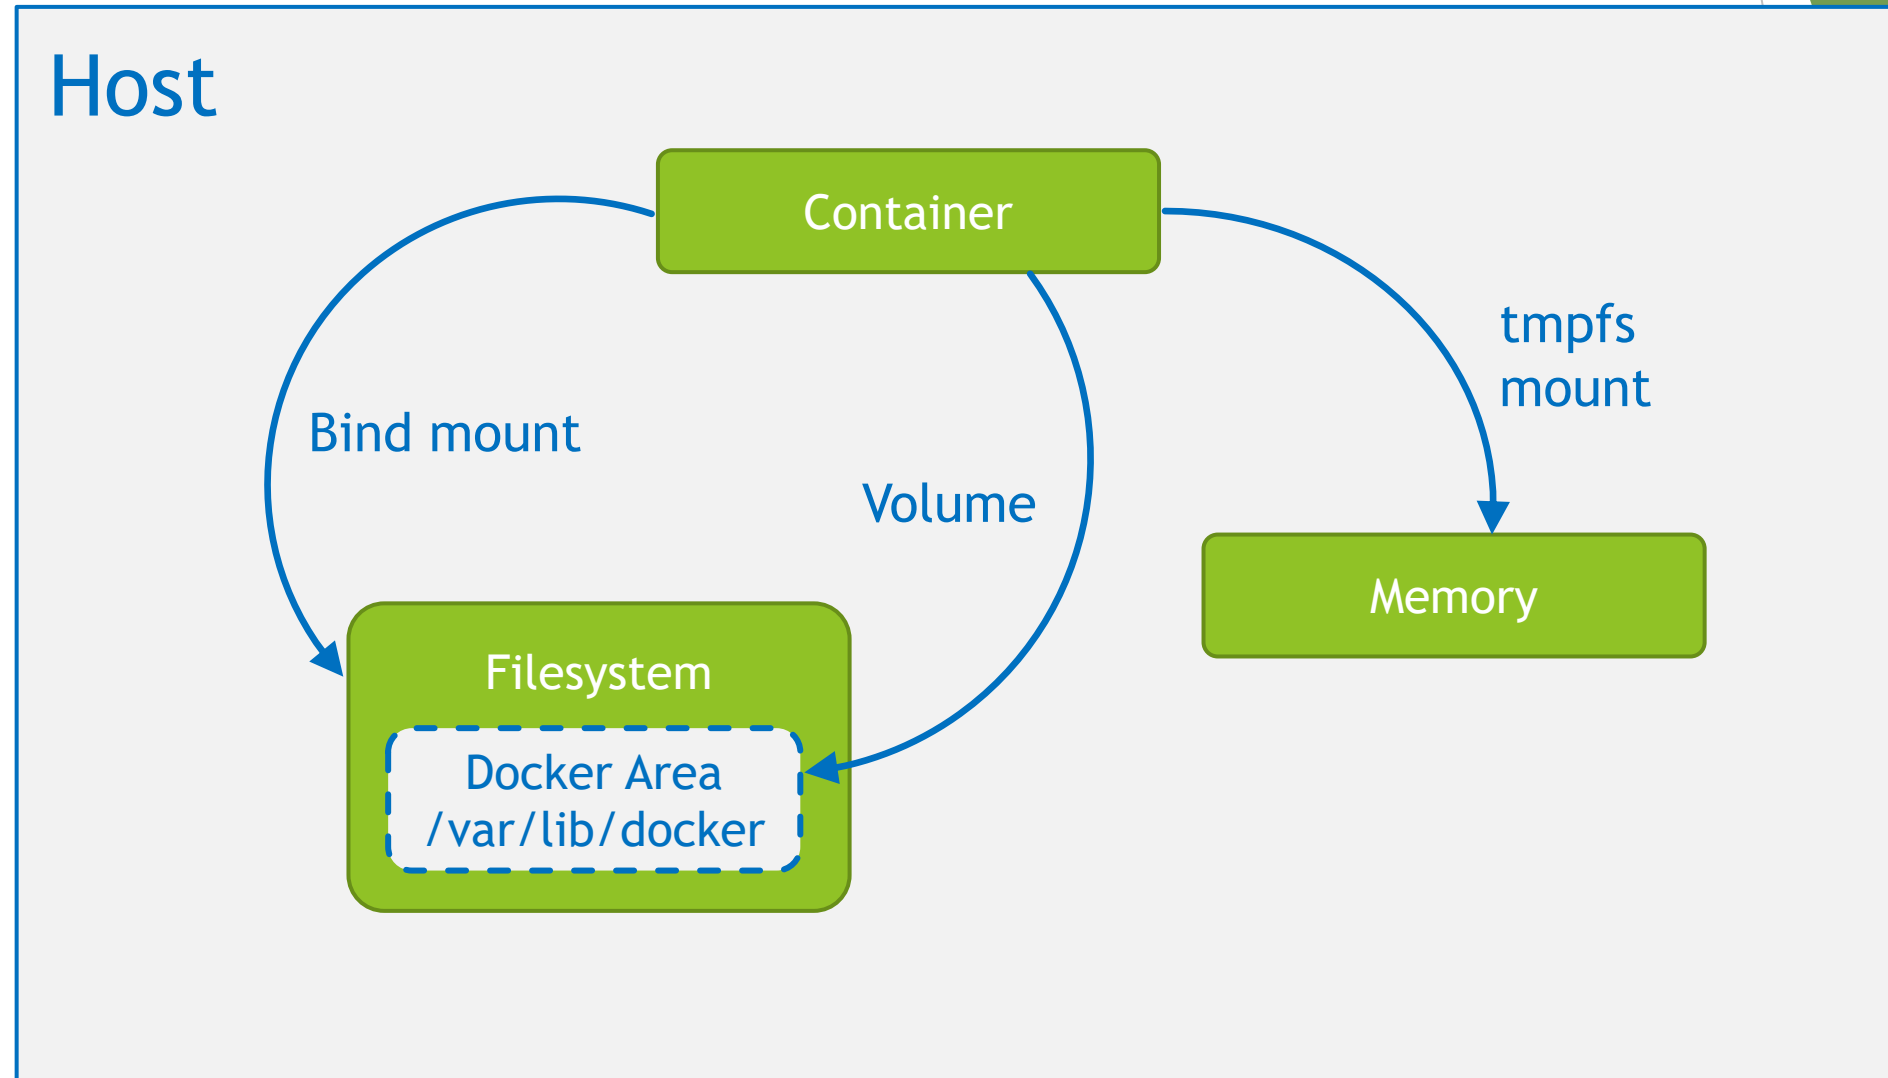 Host
Container
tmpfs
mount
Bind mount
Volume
Memory
Filesystem
Docker Area
/var/lib/docker